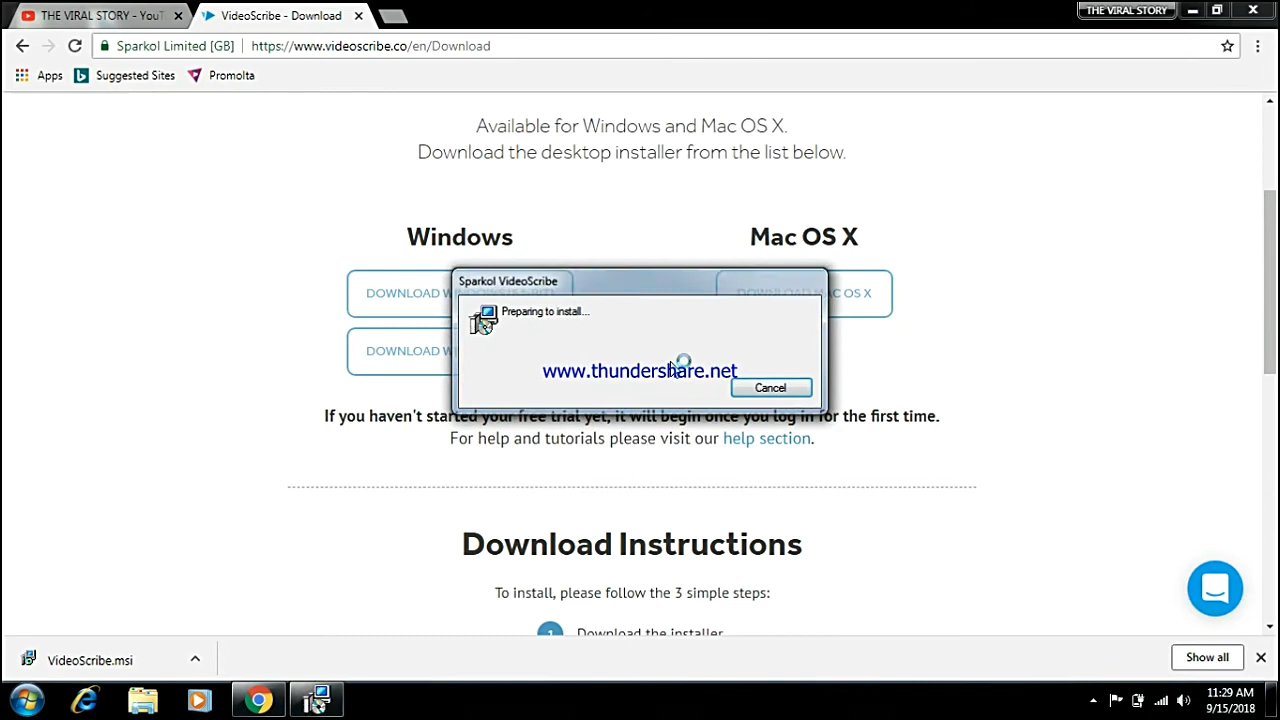 THE VIRAL STORY - YouT
VideoScribe - Download
THE VIRAL STORY
Sparkol Limited [GB]
https://www.videoscribe.co/en/Download
Apps
Suggested Sites
Promolta
Available for Windows and Mac OS X.
Download the desktop installer from the list below.
Windows
Mac OS X
DOWNLOAD
DOWNLOAD MAC OS X
Sparkol VideoScribe
Preparing to install...
www.thundershare.net
Cancel
DOWNLOAD
If you haven't started your free trial yet, it will begin once you log in for the first time.
For help and tutorials please visit our help section.
Download Instructions
To install, please follow the 3 simple steps:
1
Download the installer
VideoScribe.msi
Show all
11:29 AM
9/15/2018